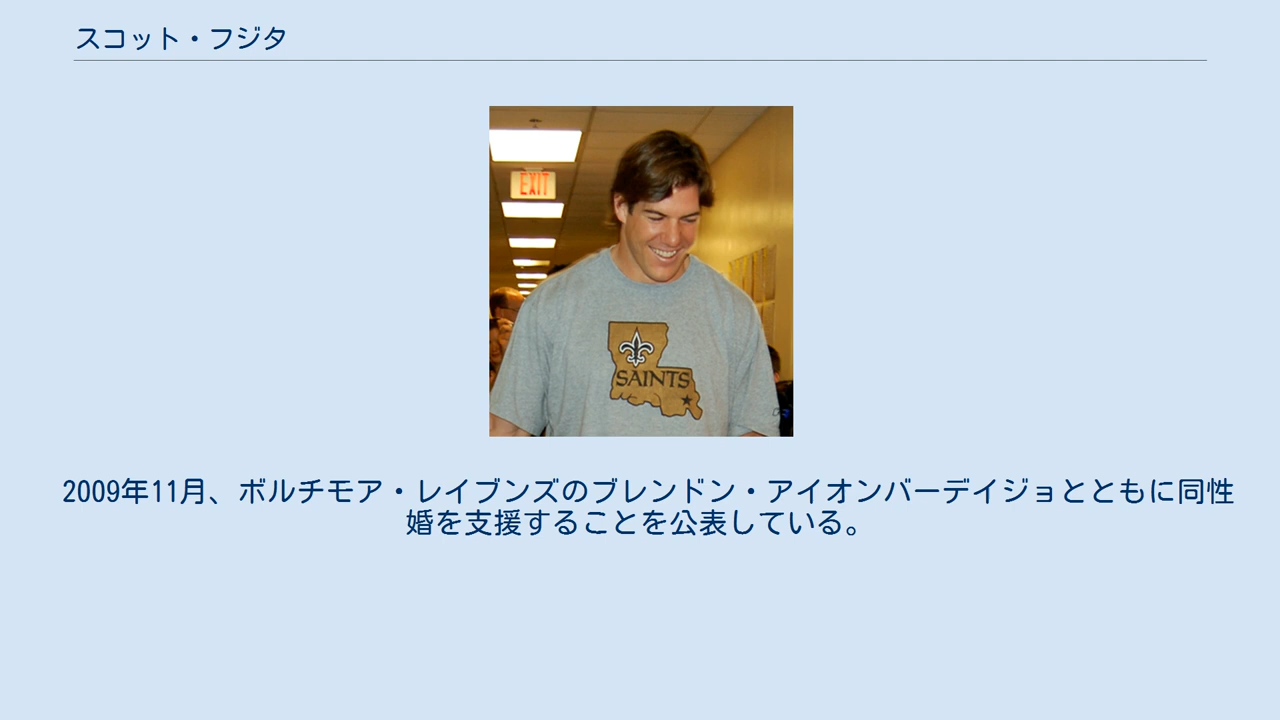 スコット・フジタ
EXIT
SAINTS
2009年11月、ボルチモア・レイブンズのブレンドン・アイオンバーデイジョとともに同性
婚を支援することを公表している。